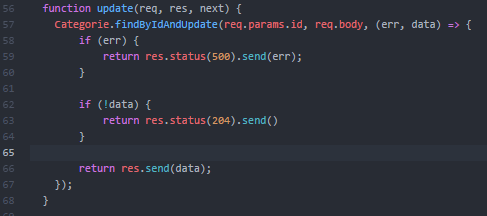 56 function update(req, res, next) {
57 Categorie.findByIdAndUpdate(req.params.id, req.body, (err, data) => {
58 if (err) {
59 return res.status(500).send(err);
60 }
61
62 if (!data) {
63 return res.status(204).send()
64 }
65
66 return res.send(data);
67 });
68 }